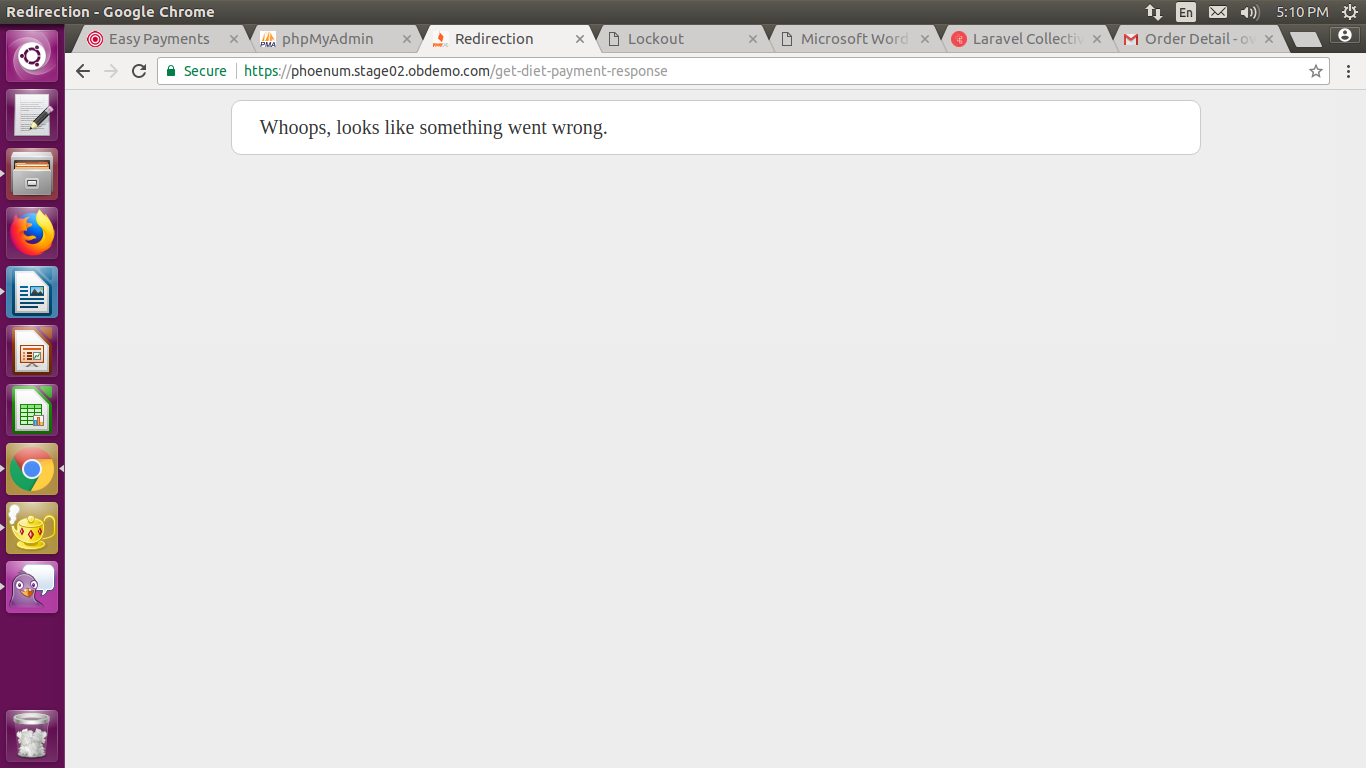 Redirection - Google Chrome
En
5:10 PM
Easy Payments
phpMyAdmin
Redirection
Lockout
Microsoft Word
Laravel Collectiv
Order Detail - ov
Secure
https://phoenum.stage02.obdemo.com/get-diet-payment-response
Whoops, looks like something went wrong.